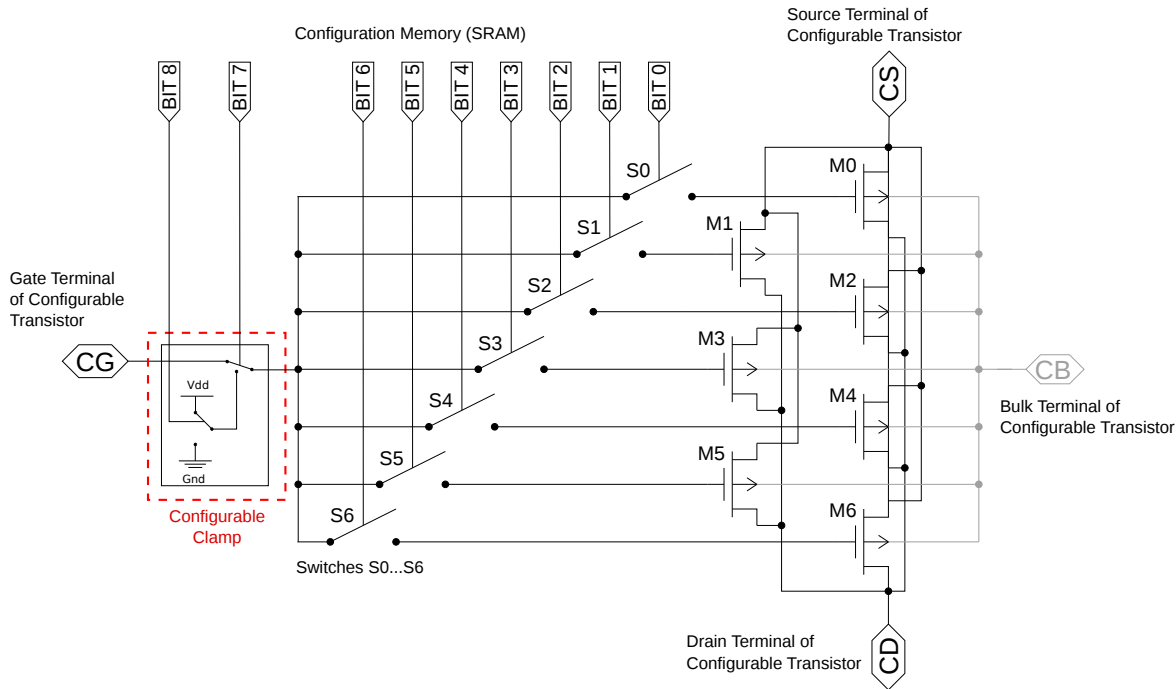 Source Terminal of
Configurable Transistor
Configuration Memory (SRAM)
BIT 8
BIT 7
BIT 6
BIT 5
BIT 4
BIT 3
BIT 2
BIT 1
BIT 0
CS
S0
M0
S1
M1
Gate Terminal
of Configurable
Transistor
S2
M2
S3
M3
CG
CB
Vdd
S4
M4
Bulk Terminal of
Configurable Transistor
S5
M5
Gnd
Configurable
Clamp
S6
M6
Switches S0...S6
Drain Terminal of
Configurable Transistor
CD